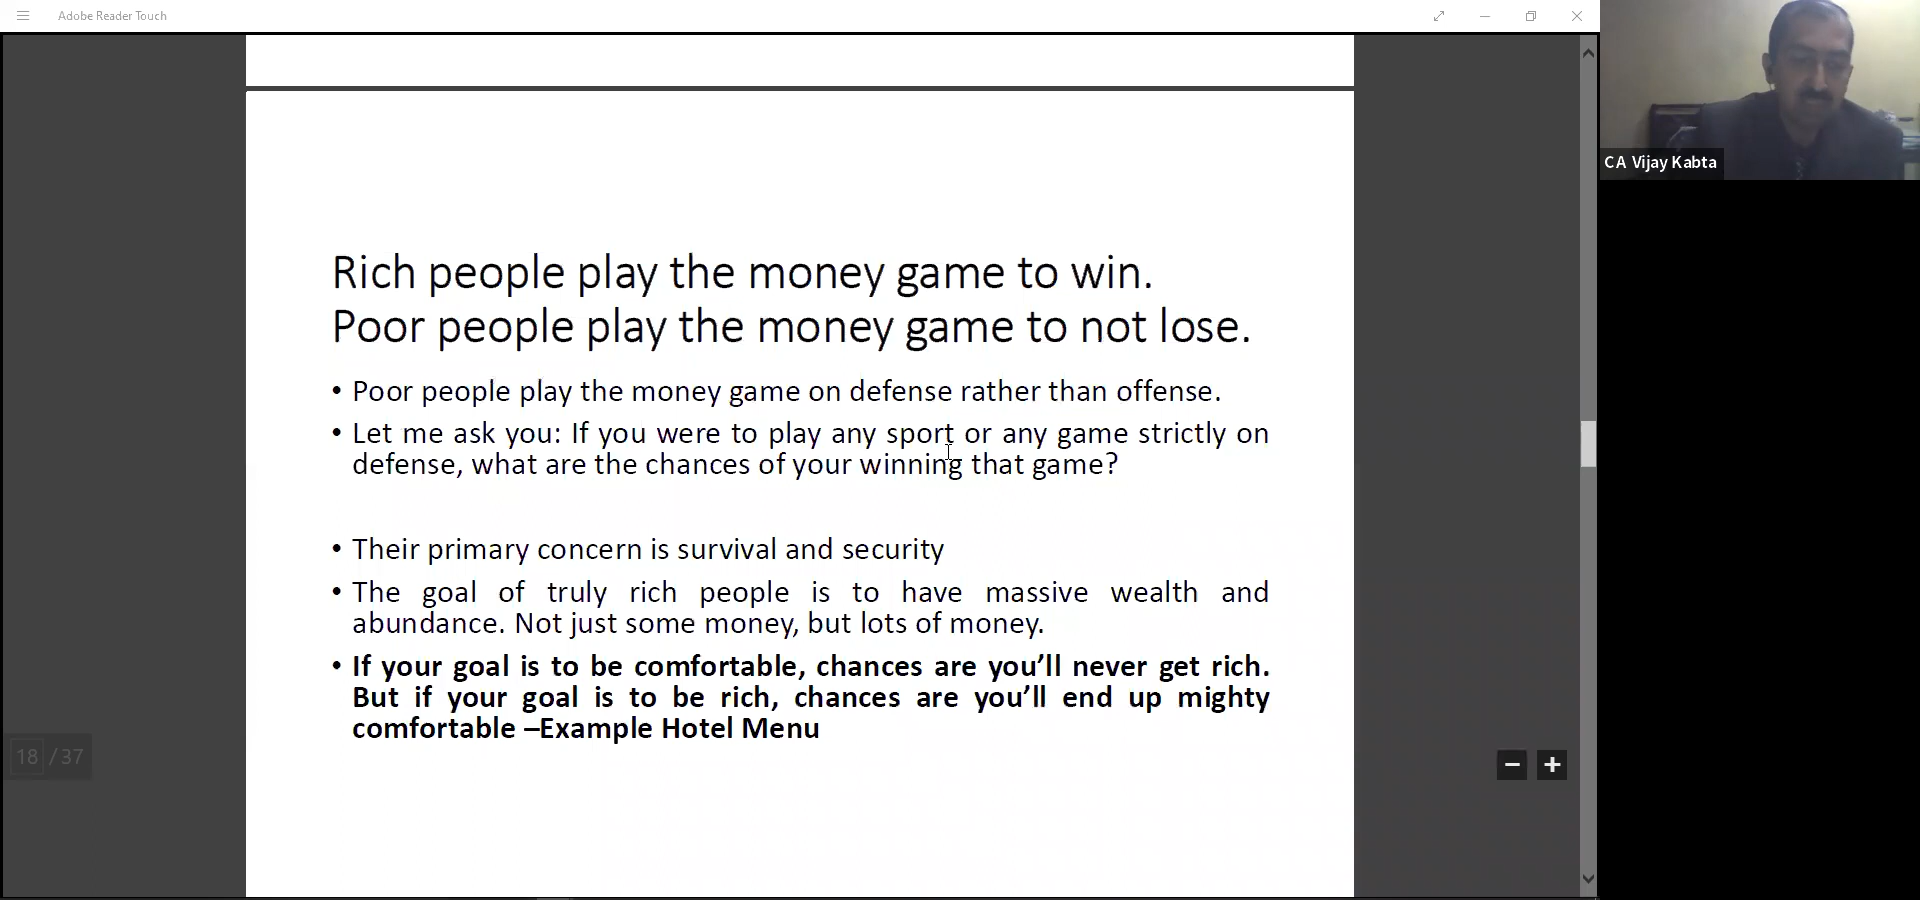 Adobe Reader Touch
CA Vijay Kabta
Rich people play the money game to win.
Poor people play the money game to not lose.
• Poor people play the money game on defense rather than offense.
• Let me ask you: If you were to play any sport or any game strictly on
defense, what are the chances of your winning that game?
• Their primary concern is survival and security
• The goal of truly rich people is to have massive wealth and
abundance. Not just some money, but lots of money.
• If your goal is to be comfortable, chances are you’ll never get rich.
But if your goal is to be rich, chances are you’ll end up mighty
comfortable –Example Hotel Menu
18 / 37